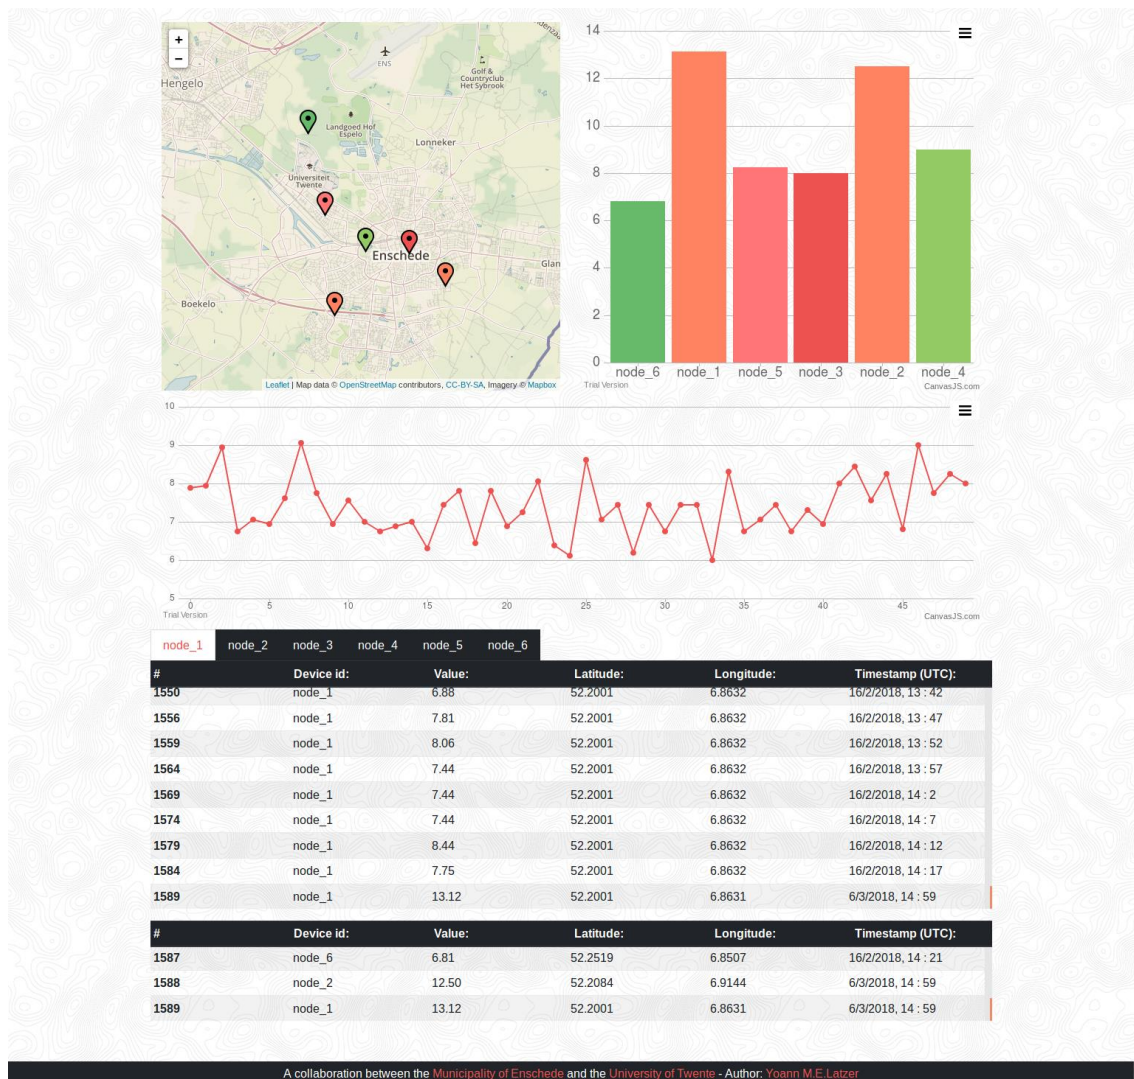 +
−
ENS
Hengelo
Golf &
Countryclub
Het Sybrook
Landgoed Hof
Espelo
Lonneker
Universiteit
Twente
Enschede
Glan
Boekelo
Leaflet | Map data © OpenStreetMap contributors, CC-BY-SA, Imagery © Mapbox
14
12
10
8
6
4
2
0
node_6 node_1 node_5 node_3 node_2 node_4
Trial Version CanvasJS.com
10
9
8
7
6
5
0 5 10 15 20 25 30 35 40 45
Trial Version CanvasJS.com
node_1 node_2 node_3 node_4 node_5 node_6
# Device id: Value: Latitude: Longitude: Timestamp (UTC):
1550 node_1 6.88 52.2001 6.8632 16/2/2018, 13 : 42
1556 node_1 7.81 52.2001 6.8632 16/2/2018, 13 : 47
1559 node_1 8.06 52.2001 6.8632 16/2/2018, 13 : 52
1564 node_1 7.44 52.2001 6.8632 16/2/2018, 13 : 57
1569 node_1 7.44 52.2001 6.8632 16/2/2018, 14 : 2
1574 node_1 7.44 52.2001 6.8632 16/2/2018, 14 : 7
1579 node_1 8.44 52.2001 6.8632 16/2/2018, 14 : 12
1584 node_1 7.75 52.2001 6.8632 16/2/2018, 14 : 17
1589 node_1 13.12 52.2001 6.8631 6/3/2018, 14 : 59
# Device id: Value: Latitude: Longitude: Timestamp (UTC):
1587 node_6 6.81 52.2519 6.8507 16/2/2018, 14 : 21
1588 node_2 12.50 52.2084 6.9144 6/3/2018, 14 : 59
1589 node_1 13.12 52.2001 6.8631 6/3/2018, 14 : 59
A collaboration between the Municipality of Enschede and the University of Twente - Author: Yoann M.E.Latzer